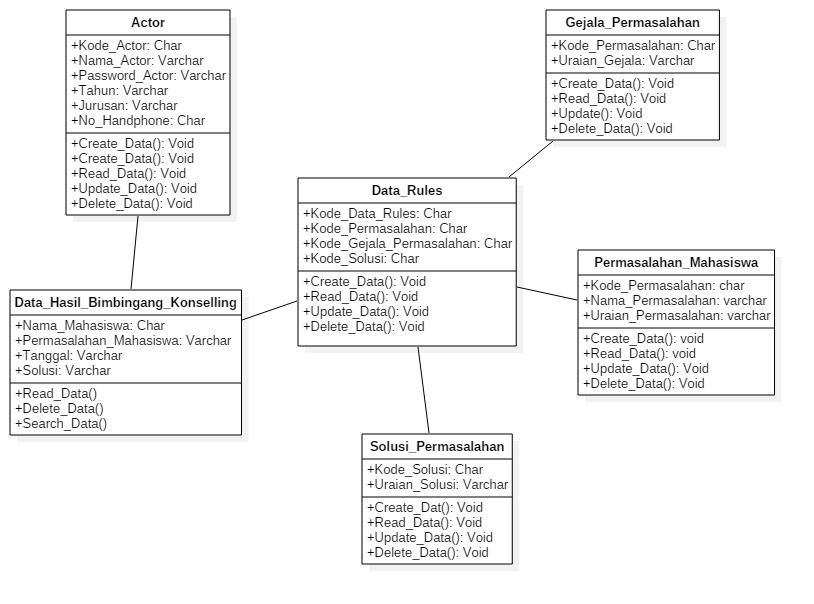 Actor
+Kode_Actor: Char
+Nama_Actor: Varchar
+Password_Actor: Varchar
+Tahun: Varchar
+Jurusan: Varchar
+No_Handphone: Char
+Create_Data(): Void
+Create_Data(): Void
+Read_Data(): Void
+Update_Data(): Void
+Delete_Data(): Void
Gejala_Permasalahan
+Kode_Permasalahan: Char
+Uraian_Gejala: Varchar
+Create_Data(): Void
+Read_Data(): Void
+Update(): Void
+Delete_Data(): Void
Data_Rules
+Kode_Data_Rules: Char
+Kode_Permasalahan: Char
+Kode_Gejala_Permasalahan: Char
+Kode_Solusi: Char
+Create_Data(): Void
+Read_Data(): Void
+Update_Data(): Void
+Delete_Data(): Void
Permasalahan_Mahasiswa
+Kode_Permasalahan: char
+Nama_Permasalahan: varchar
+Uraian_Permasalahan: varchar
+Create_Data(): void
+Read_Data(): void
+Update_Data(): Void
+Delete_Data(): Void
Data_Hasil_Bimbingang_Konselling
+Nama_Mahasiswa: Char
+Permasalahan_Mahasiswa: Varchar
+Tanggal: Varchar
+Solusi: Varchar
+Read_Data()
+Delete_Data()
+Search_Data()
Solusi_Permasalahan
+Kode_Solusi: Char
+Uraian_Solusi: Varchar
+Create_Dat(): Void
+Read_Data(): Void
+Update_Data(): Void
+Delete_Data(): Void